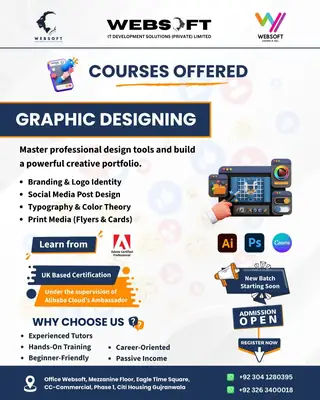 WEBSOFT
WEBSOFT
IT DEVELOPMENT SOLUTIONS (PRIVATE) LIMITED
WEBSOFT
COURSES OFFERED
GRAPHIC DESIGNING
Master professional design tools and build
a powerful creative portfolio.
• Branding & Logo Identity
• Social Media Post Design
• Typography & Color Theory
• Print Media (Flyers & Cards)
Learn from
Adobe Certified
Professional
Ai
Ps
Canva
UK Based Certification
Under the supervision of
Alibaba Cloud's Ambassador
New Batch
Starting Soon
ADMISSION
OPEN
REGISTER NOW
WHY CHOOSE US ?
• Experienced Tutors
• Hands-On Training
• Beginner-Friendly
• Career-Oriented
• Passive Income
Office Websoft, Mezzanine Floor, Eagle Time Square,
CC-Commercial, Phase 1, Citi Housing Gujranwala
+92 304 1280395
+92 326 3400018